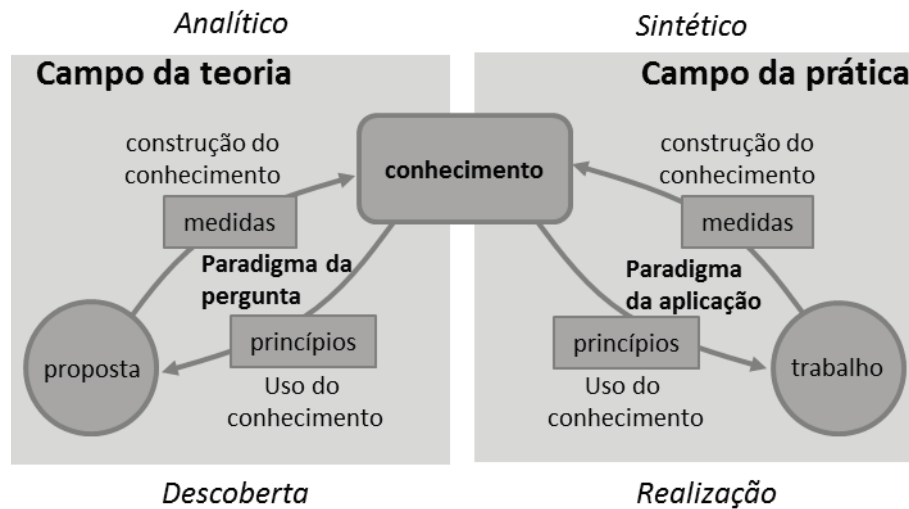 Analítico
Sintético
Campo da teoria
Campo da prática
construção do
conhecimento
conhecimento
construção do
conhecimento
medidas
medidas
Paradigma da
pergunta
Paradigma
da aplicação
princípios
princípios
proposta
trabalho
Uso do
conhecimento
Uso do
conhecimento
Descoberta
Realização